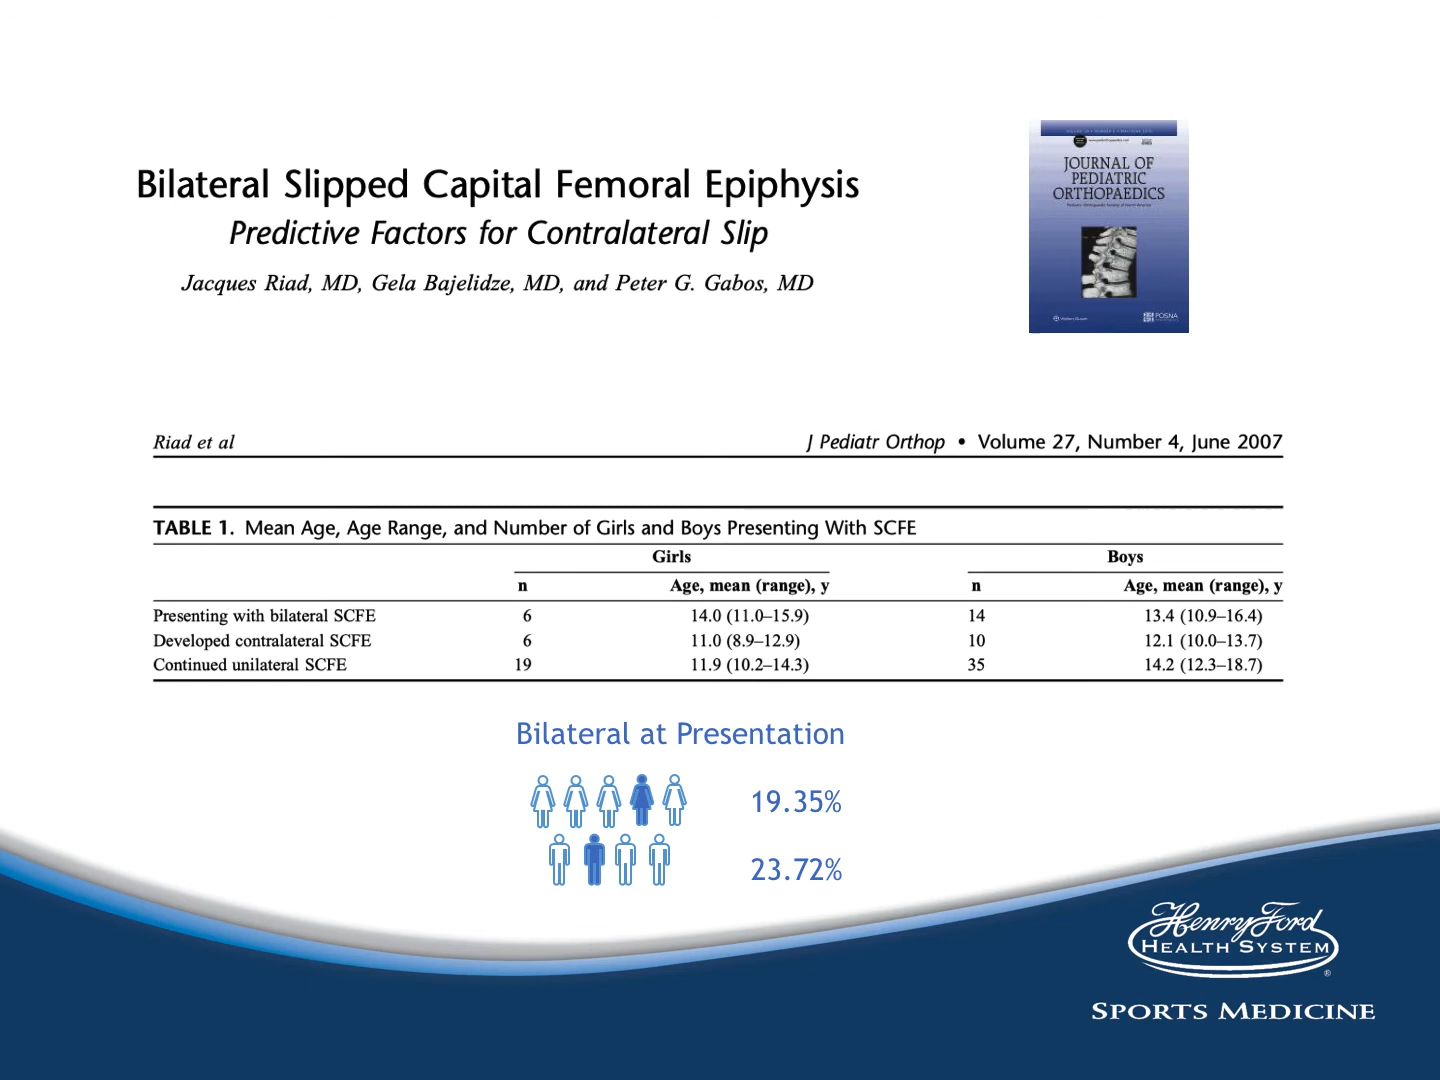 Bilateral Slipped Capital Femoral Epiphysis
Predictive Factors for Contralateral Slip
Jacques Riad, MD, Gela Bajelidze, MD, and Peter G. Gabos, MD
JOURNAL OF
PEDIATRIC
ORTHOPAEDICS
POSNA
Riad et al J Pediatr Orthop • Volume 27, Number 4, June 2007
TABLE 1. Mean Age, Age Range, and Number of Girls and Boys Presenting With SCFE
Girls Boys
n Age, mean (range), y n Age, mean (range), y
Presenting with bilateral SCFE 6 14.0 (11.0–15.9) 14 13.4 (10.9–16.4)
Developed contralateral SCFE 6 11.0 (8.9–12.9) 10 12.1 (10.0–13.7)
Continued unilateral SCFE 19 11.9 (10.2–14.3) 35 14.2 (12.3–18.7)
Bilateral at Presentation
19.35%
23.72%
Henry Ford
HEALTH SYSTEM
®
SPORTS MEDICINE